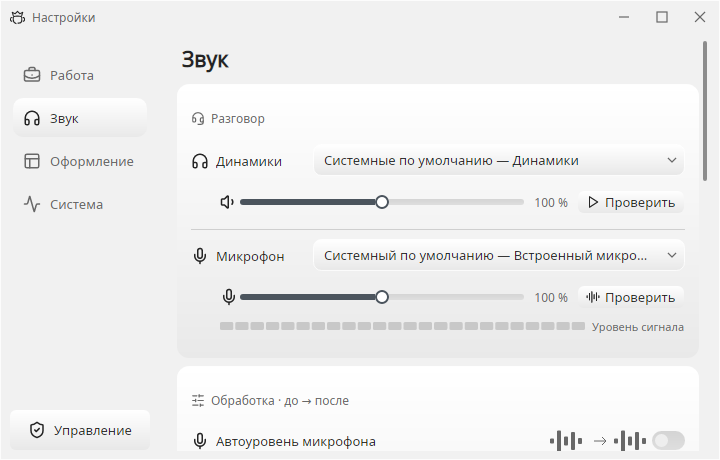 Настройки
Звук
Работа
Звук
Оформление
Система
Управление
Разговор
Динамики
Системные по умолчанию — Динамики
100 %
Проверить
Микрофон
Системный по умолчанию — Встроенный микро...
100 %
Проверить
Уровень сигнала
Обработка · до → после
Автоуровень микрофона